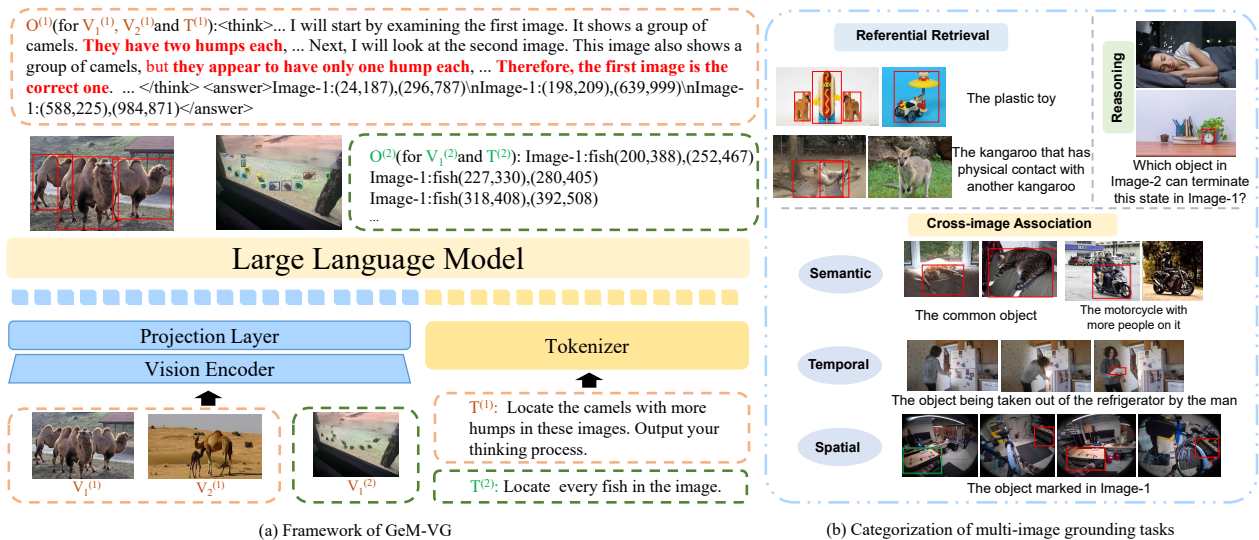 O(1)(for V1(1), V2(1)and T(1)):<think>... I will start by examining the first image. It shows a group of
camels. They have two humps each, ... Next, I will look at the second image. This image also shows a
group of camels, but they appear to have only one hump each, ... Therefore, the first image is the
correct one. ... </think> <answer>Image-1:(24,187),(296,787)\nImage-1:(198,209),(639,999)\nImage-
1:(588,225),(984,871)</answer>
O(2)(for V1(2)and T(2)): Image-1:fish(200,388),(252,467)
Image-1:fish(227,330),(280,405)
Image-1:fish(318,408),(392,508)
...
Large Language Model
Projection Layer
Vision Encoder
Tokenizer
V1(1)
V2(1)
V1(2)
T(1): Locate the camels with more
humps in these images. Output your
thinking process.
T(2): Locate every fish in the image.
(a) Framework of GeM-VG
Referential Retrieval
The plastic toy
The kangaroo that has
physical contact with
another kangaroo
Reasoning
Which object in
Image-2 can terminate
this state in Image-1?
Cross-image Association
Semantic
The common object
The motorcycle with
more people on it
Temporal
The object being taken out of the refrigerator by the man
Spatial
The object marked in Image-1
(b) Categorization of multi-image grounding tasks